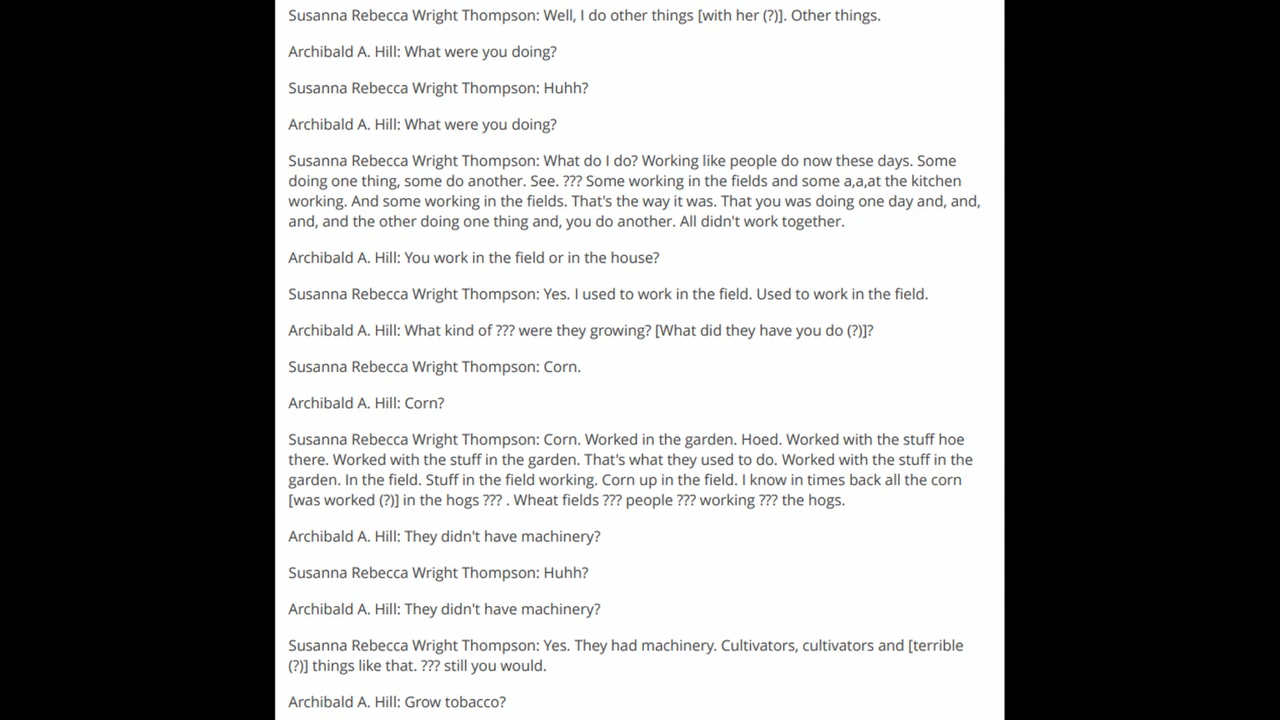 Susanna Rebecca Wright Thompson: Well, I do other things [with her (?)]. Other things.
Archibald A. Hill: What were you doing?
Susanna Rebecca Wright Thompson: Huhh?
Archibald A. Hill: What were you doing?
Susanna Rebecca Wright Thompson: What do I do? Working like people do now these days. Some
doing one thing, some do another. See. ??? Some working in the fields and some a,a,at the kitchen
working. And some working in the fields. That's the way it was. That you was doing one day and, and,
and, and the other doing one thing and, you do another. All didn't work together.
Archibald A. Hill: You work in the field or in the house?
Susanna Rebecca Wright Thompson: Yes. I used to work in the field. Used to work in the field.
Archibald A. Hill: What kind of ??? were they growing? [What did they have you do (?)]?
Susanna Rebecca Wright Thompson: Corn.
Archibald A. Hill: Corn?
Susanna Rebecca Wright Thompson: Corn. Worked in the garden. Hoed. Worked with the stuff hoe
there. Worked with the stuff in the garden. That's what they used to do. Worked with the stuff in the
garden. In the field. Stuff in the field working. Corn up in the field. I know in times back all the corn
[was worked (?)] in the hogs ??? . Wheat fields ??? people ??? working ??? the hogs.
Archibald A. Hill: They didn't have machinery?
Susanna Rebecca Wright Thompson: Huhh?
Archibald A. Hill: They didn't have machinery?
Susanna Rebecca Wright Thompson: Yes. They had machinery. Cultivators, cultivators and [terrible
(?)] things like that. ??? still you would.
Archibald A. Hill: Grow tobacco?